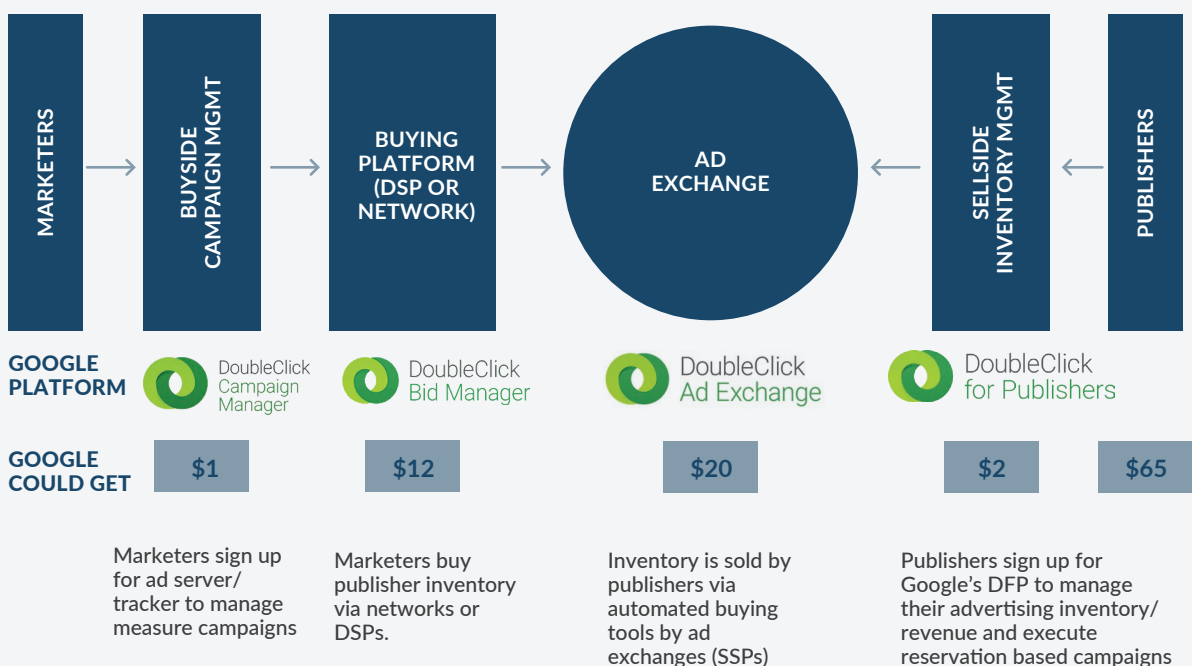 MARKETERS
BUYSIDE
CAMPAIGN MGMT
BUYING
PLATFORM
(DSP OR
NETWORK)
AD
EXCHANGE
SELLSIDE
INVENTORY MGMT
PUBLISHERS
GOOGLE
PLATFORM
DoubleClick
Campaign
Manager
DoubleClick
Bid Manager
DoubleClick
Ad Exchange
DoubleClick
for Publishers
GOOGLE
COULD GET
$1
$12
$20
$2
$65
Marketers sign up
for ad server/
tracker to manage
measure campaigns
Marketers buy
publisher inventory
via networks or
DSPs.
Inventory is sold by
publishers via
automated buying
tools by ad
exchanges (SSPs)
Publishers sign up for
Google's DFP to manage
their advertising inventory/
revenue and execute
reservation based campaigns